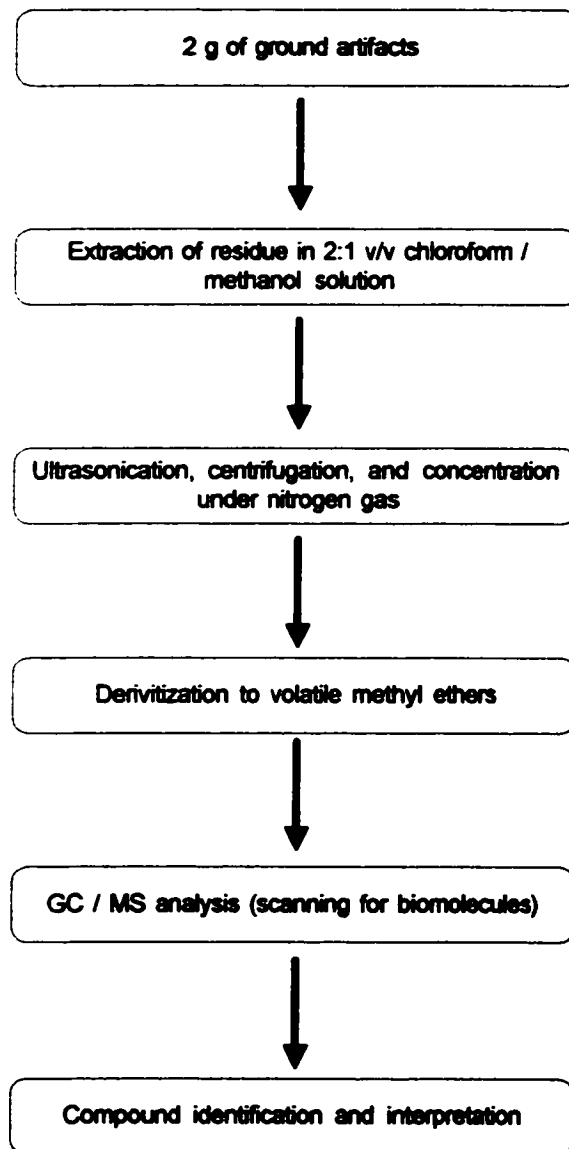 2 g of ground artifacts
Extraction of residue in 2:1 v/v chloroform /
methanol solution
Ultrasonication, centrifugation, and concentration
under nitrogen gas
Derivitization to volatile methyl ethers
GC / MS analysis (scanning for biomolecules)
Compound identification and interpretation